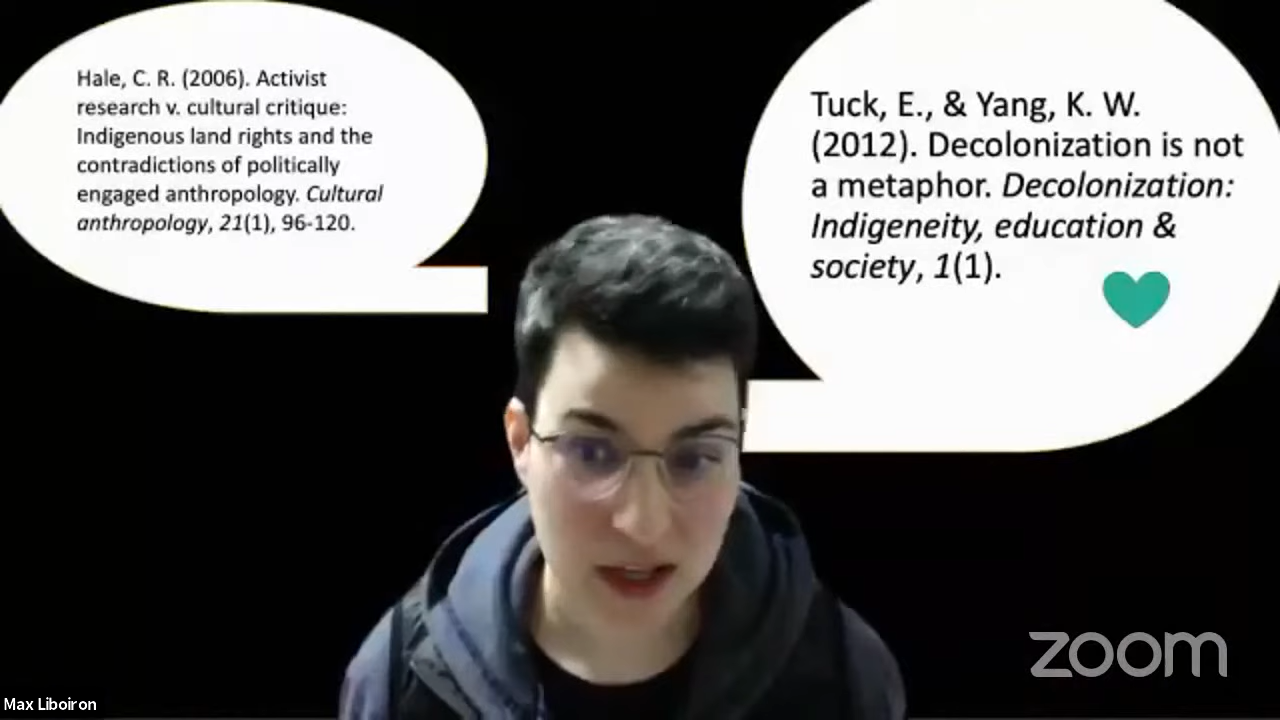 Hale, C. R. (2006). Activist
research v. cultural critique:
Indigenous land rights and the
contradictions of politically
engaged anthropology. Cultural
anthropology, 21(1), 96-120.
Tuck, E., & Yang, K. W.
(2012). Decolonization is not
a metaphor. Decolonization:
Indigeneity, education &
society, 1(1).
zoom
Max Liboiron